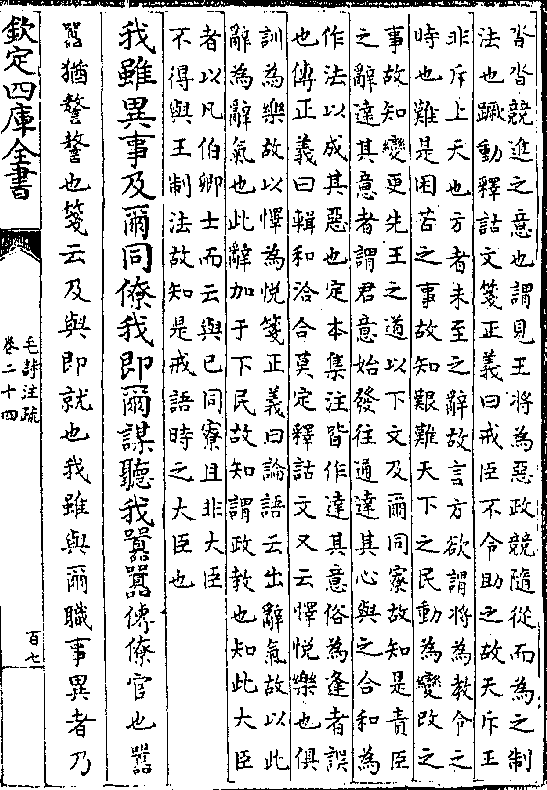 沓沓競進之意也謂見王將為惡政競隨從而為之制
法也蹶動釋詁文箋正義曰戒臣不令助之故天斥王
非斥上天也方者未至之辭故言方欲謂將為教令之
時也難是困苦之事故知艱難天下之民動為變改之
事故知變更先王之道以下文及爾同寮故知是責臣
之辭達其意者謂君意始發往通達其心與之合和為
作法以成其惡也定本集注皆作達其意俗為逢者誤
也傳正義曰輯和洽合莫定釋詁文又云懌悅樂也俱
訓為樂故以懌為悅箋正義曰論語云出辭氣故以此
辭為辭氣也此辭加于下民故知謂政教也知此大臣
者以凡伯卿士而云與已同寮且非大臣
不得與王制法故知是戒語時之大臣也
我雖異事及爾同僚我即爾謀聽我囂囂傳僚官也囂
囂猶謷謷也箋云及與即就也我雖與爾職事異者乃
欽定四庫全書
毛詩注疏
卷二十四
百七